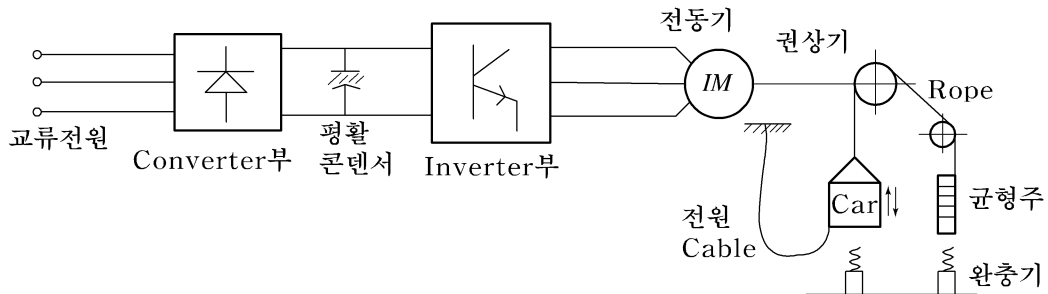 교류전원
Converter부
평활
콘덴서
Inverter부
전동기
IM
권상기
Rope
전원
Cable
Car
균형추
완충기